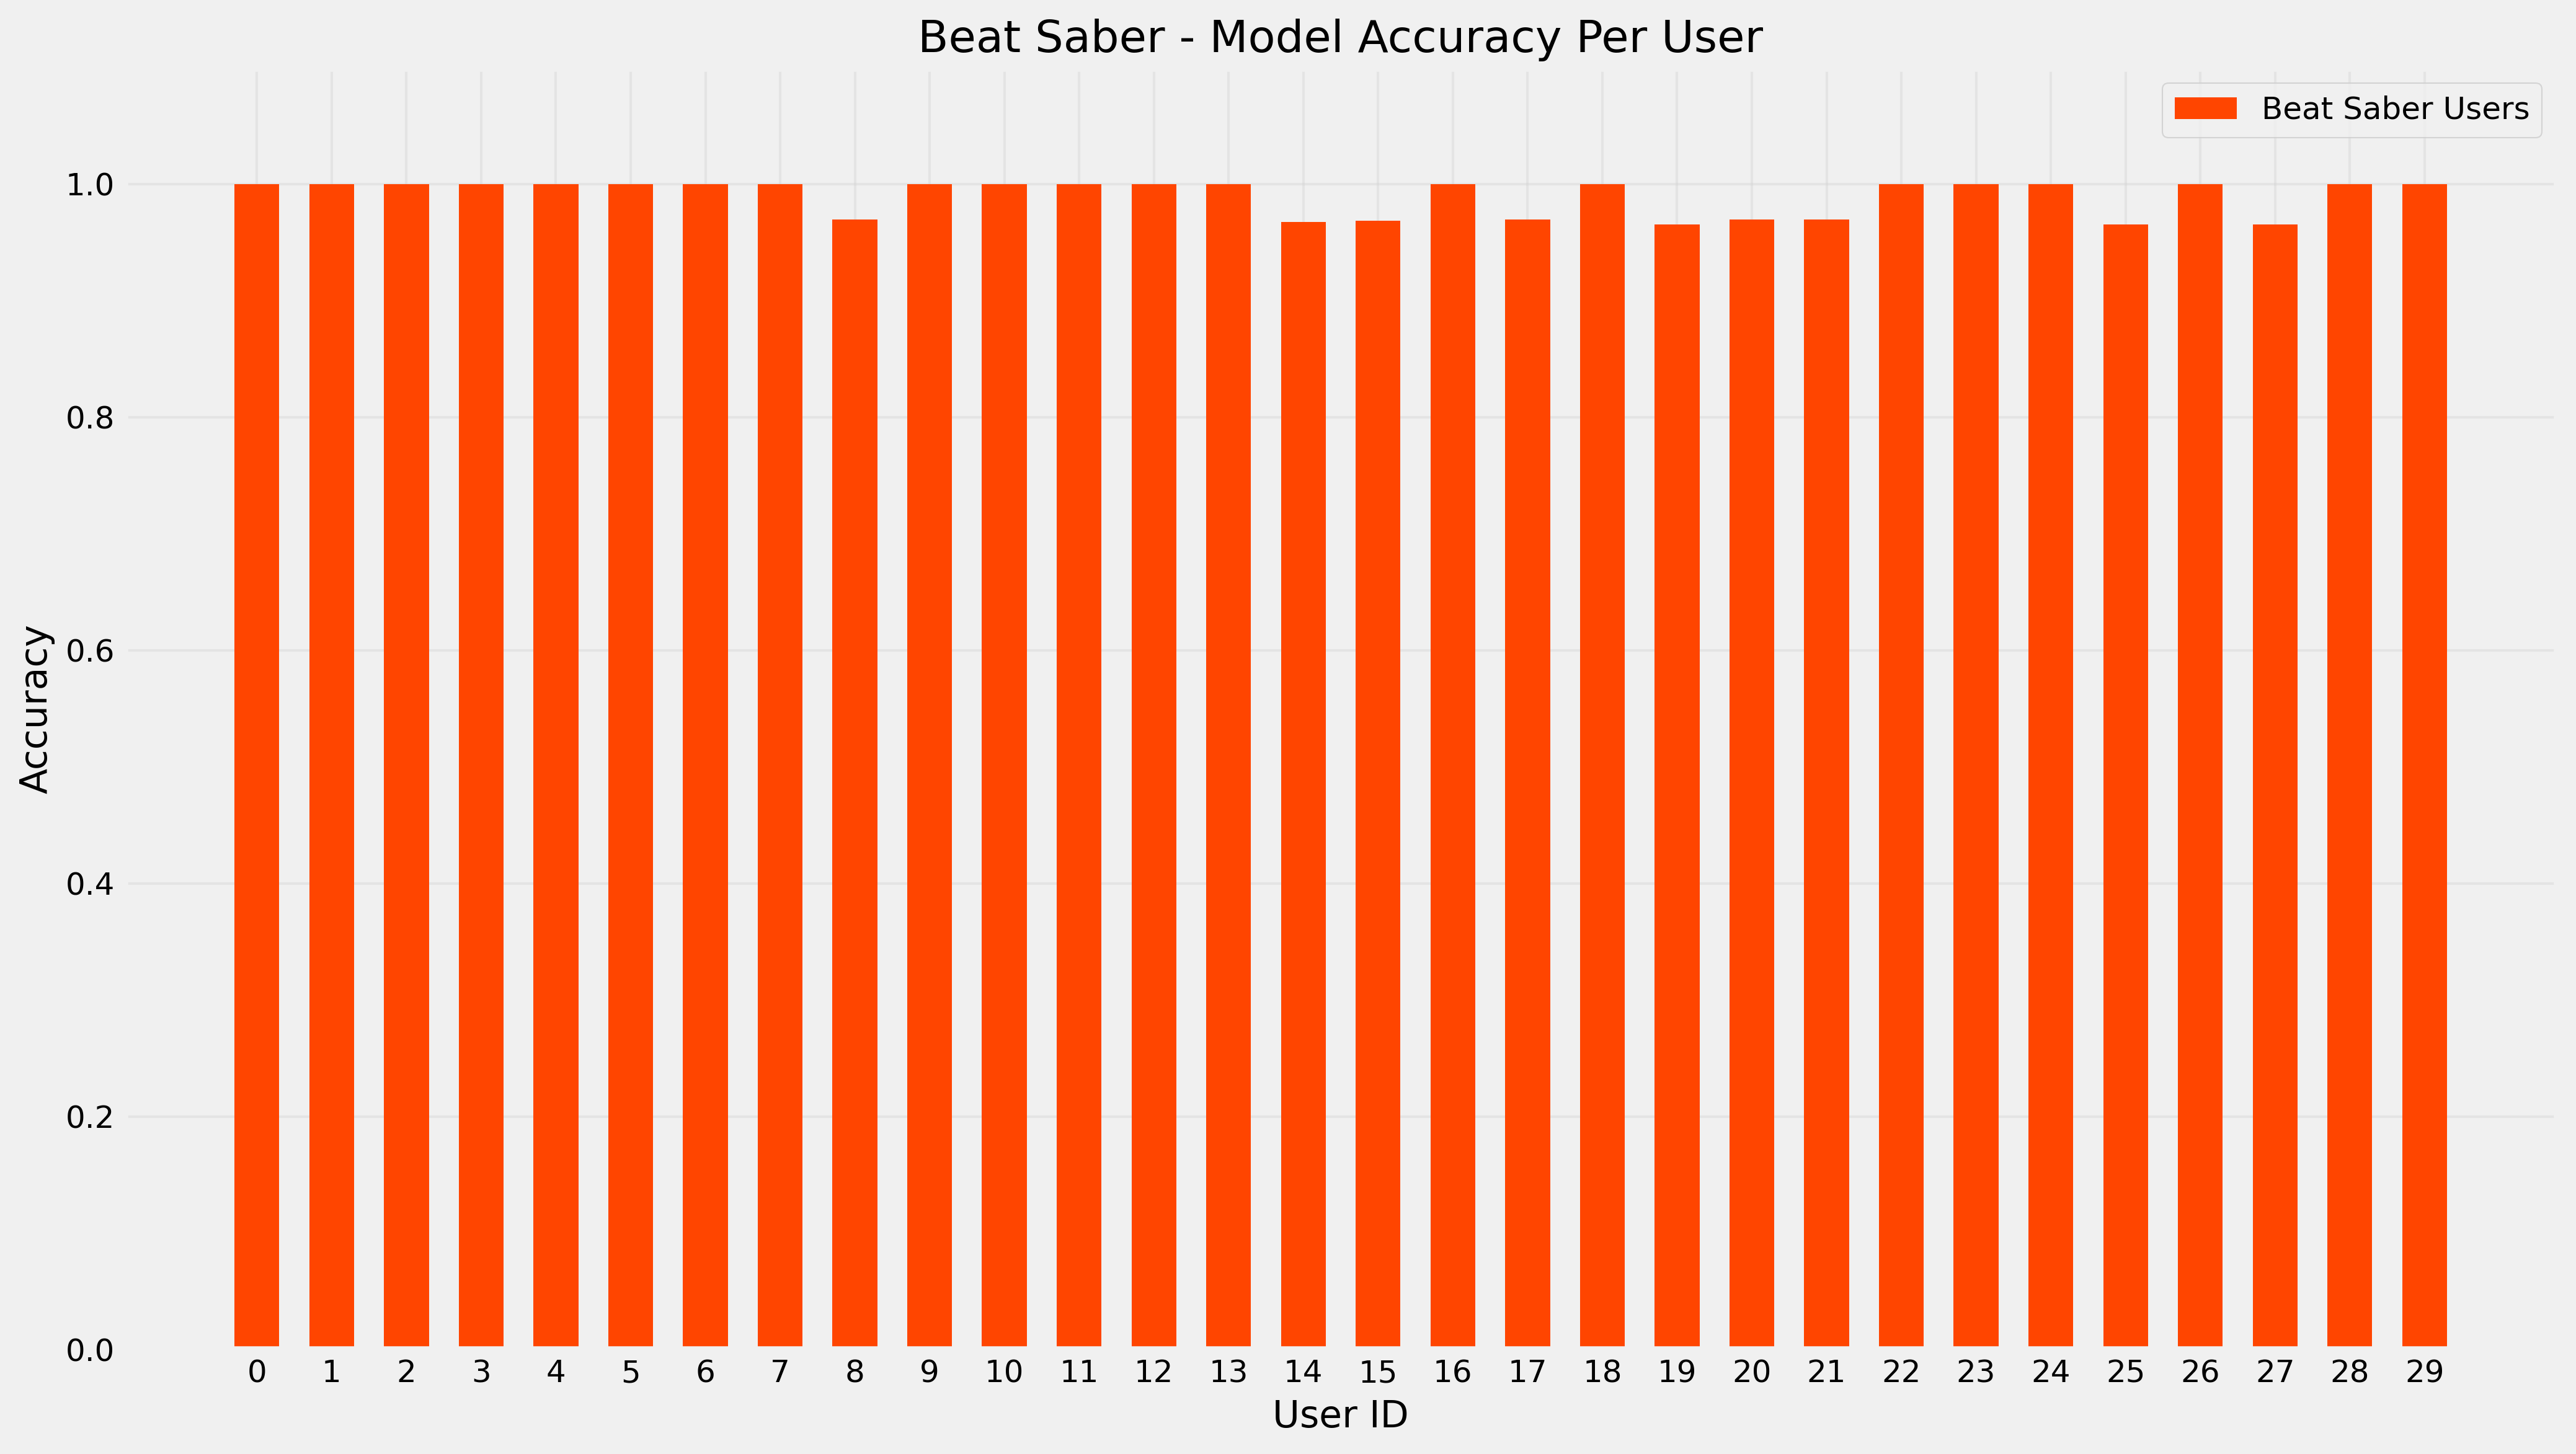 Beat Saber - Model Accuracy Per User
Beat Saber Users
1.0
0.8
0.6
0.4
0.2
0.0
Accuracy
0 1 2 3 4 5 6 7 8 9 10 11 12 13 14 15 16 17 18 19 20 21 22 23 24 25 26 27 28 29
User ID